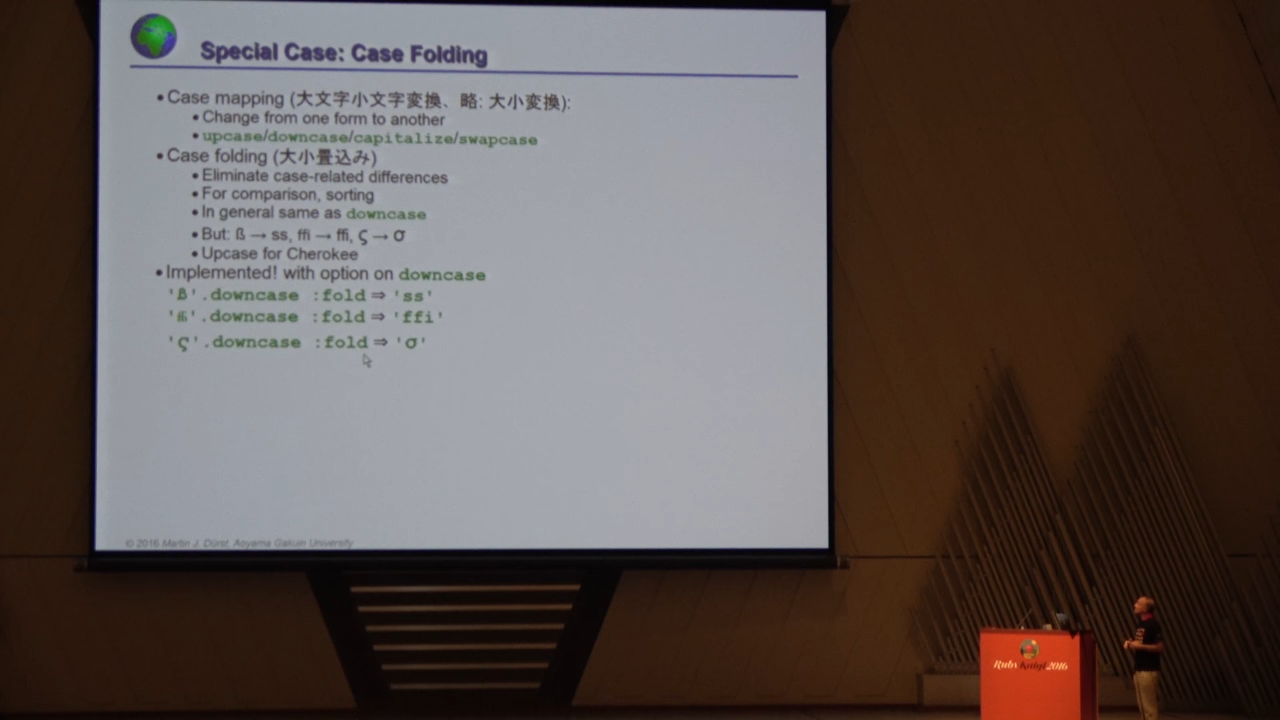 Special Case: Case Folding
• Case mapping (大文字小文字変換、略: 大小変換):
• Change from one form to another
• upcase/downcase/capitalize/swapcase
• Case folding (大小畳込み)
• Eliminate case-related differences
• For comparison, sorting
• In general same as downcase
• But: ß → ss, ffi → ffi, ς → σ
• Upcase for Cherokee
• Implemented! with option on downcase
'ß'.downcase :fold ⇒ 'ss'
'ffi'.downcase :fold ⇒ 'ffi'
'ς'.downcase :fold ⇒ 'σ'
© 2016 Martin J. Dürst, Aoyama Gakuin University
RubyKaigi 2016